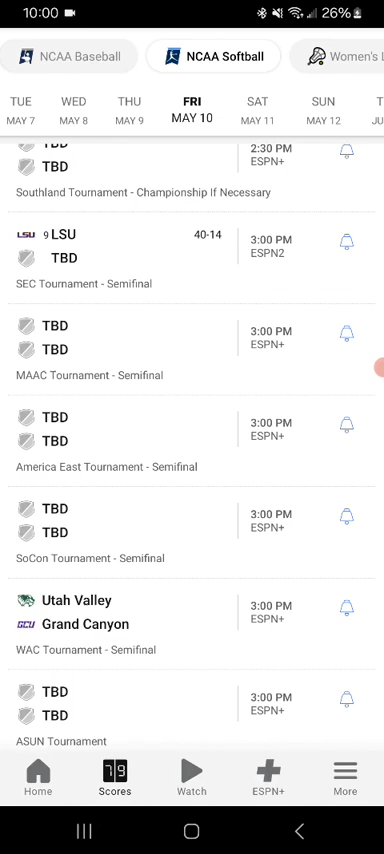 10:00
26%
NCAA Baseball
NCAA Softball
Women's L
TUE
MAY 7
WED
MAY 8
THU
MAY 9
FRI
MAY 10
SAT
MAY 11
SUN
MAY 12
T
JU
TBD
TBD
2:30 PM
ESPN+
Southland Tournament - Championship If Necessary
LSU 9 LSU 40-14
TBD
3:00 PM
ESPN2
SEC Tournament - Semifinal
TBD
TBD
3:00 PM
ESPN+
MAAC Tournament - Semifinal
TBD
TBD
3:00 PM
ESPN+
America East Tournament - Semifinal
TBD
TBD
3:00 PM
ESPN+
SoCon Tournament - Semifinal
Utah Valley
GCU Grand Canyon
3:00 PM
ESPN+
WAC Tournament - Semifinal
TBD
TBD
3:00 PM
ESPN+
ASUN Tournament
7 9
Home
Scores
Watch
ESPN+
More